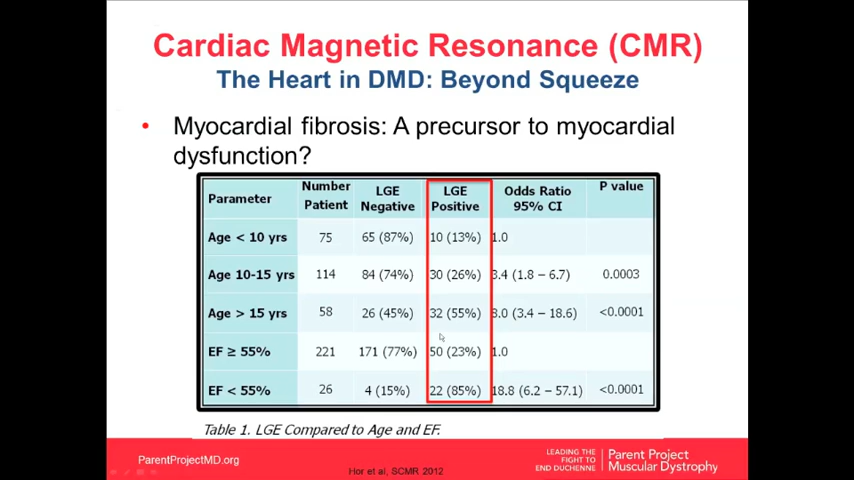 Cardiac Magnetic Resonance (CMR)
The Heart in DMD: Beyond Squeeze
• Myocardial fibrosis: A precursor to myocardial
dysfunction?
Parameter Number Patient LGE Negative LGE Positive Odds Ratio 95% CI P value
Age < 10 yrs 75 65 (87%) 10 (13%) 1.0
Age 10-15 yrs 114 84 (74%) 30 (26%) 3.4 (1.8 – 6.7) 0.0003
Age > 15 yrs 58 26 (45%) 32 (55%) 8.0 (3.4 – 18.6) <0.0001
EF ≥ 55% 221 171 (77%) 50 (23%) 1.0
EF < 55% 26 4 (15%) 22 (85%) 18.8 (6.2 – 57.1) <0.0001
Table 1. LGE Compared to Age and EF.
ParentProjectMD.org
Hor et al, SCMR 2012
LEADING THE
FIGHT TO
END DUCHENNE
Parent Project
Muscular Dystrophy